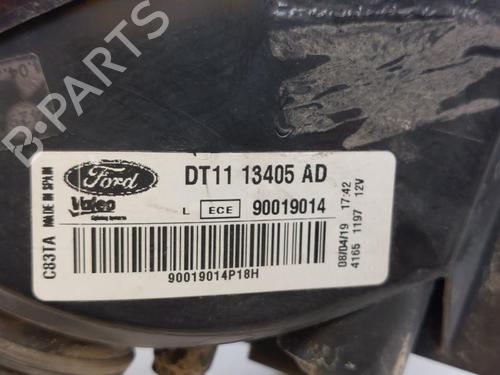 B-PARTS
Ford
DT11 13405 AD
Valeo
L ECE 90019014
90019014P18H
C83TA MADE IN SPAIN
08/04/19 17:42
4165 1197 12V